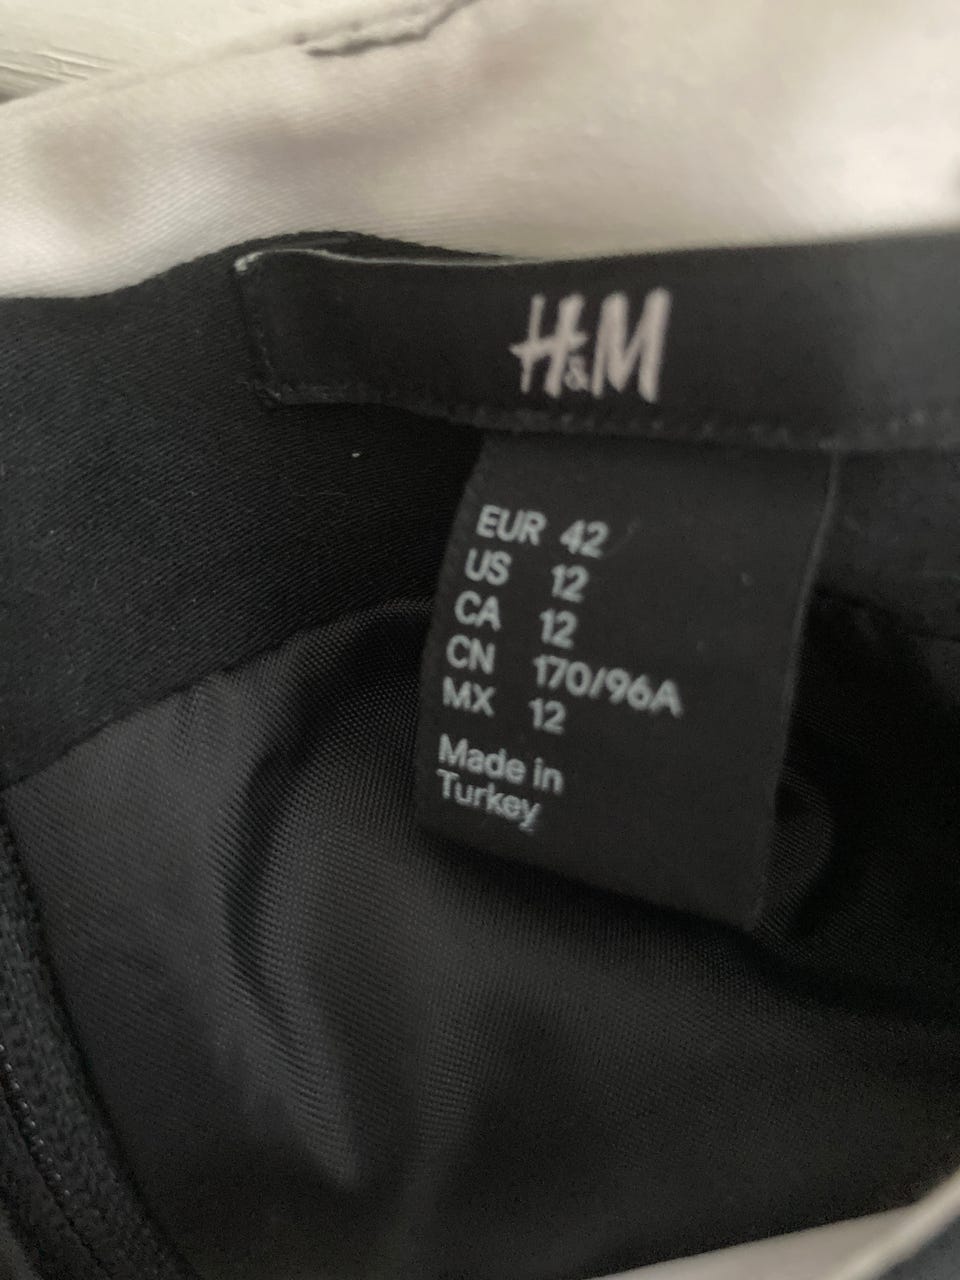 H&M
EUR 42
US 12
CA 12
CN 170/96A
MX 12
Made in
Turkey